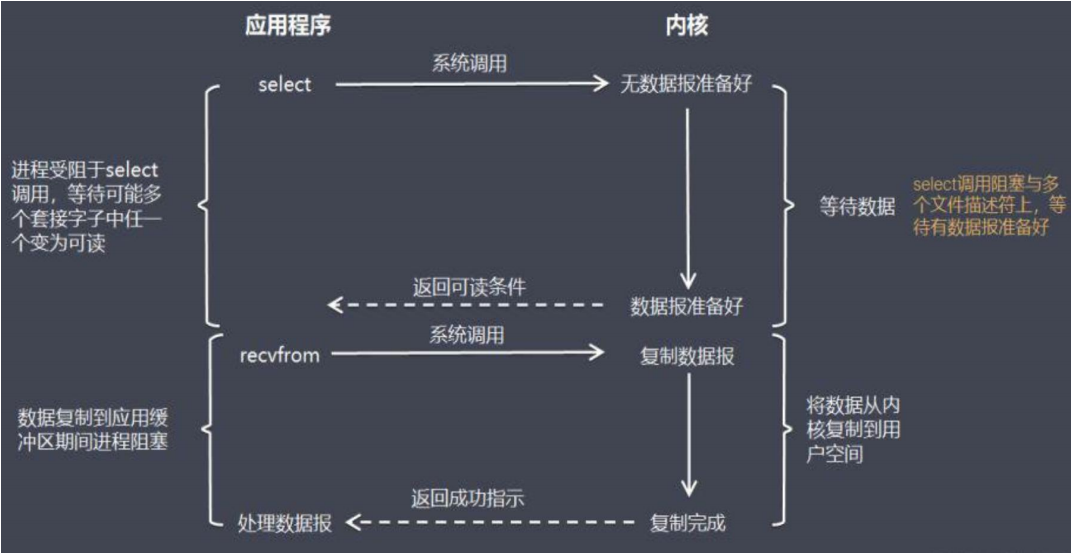 应用程序
内核
系统调用
select
无数据报准备好
进程受阻于select
调用，等待可能多
个套接字子中任一
个变为可读
等待数据
select调用阻塞与多
个文件描述符上，等
待有数据报准备好
返回可读条件
数据报准备好
系统调用
recvfrom
复制数据报
数据复制到应用缓
冲区期间进程阻塞
将数据从内
核复制到用
户空间
返回成功指示
处理数据报
复制完成